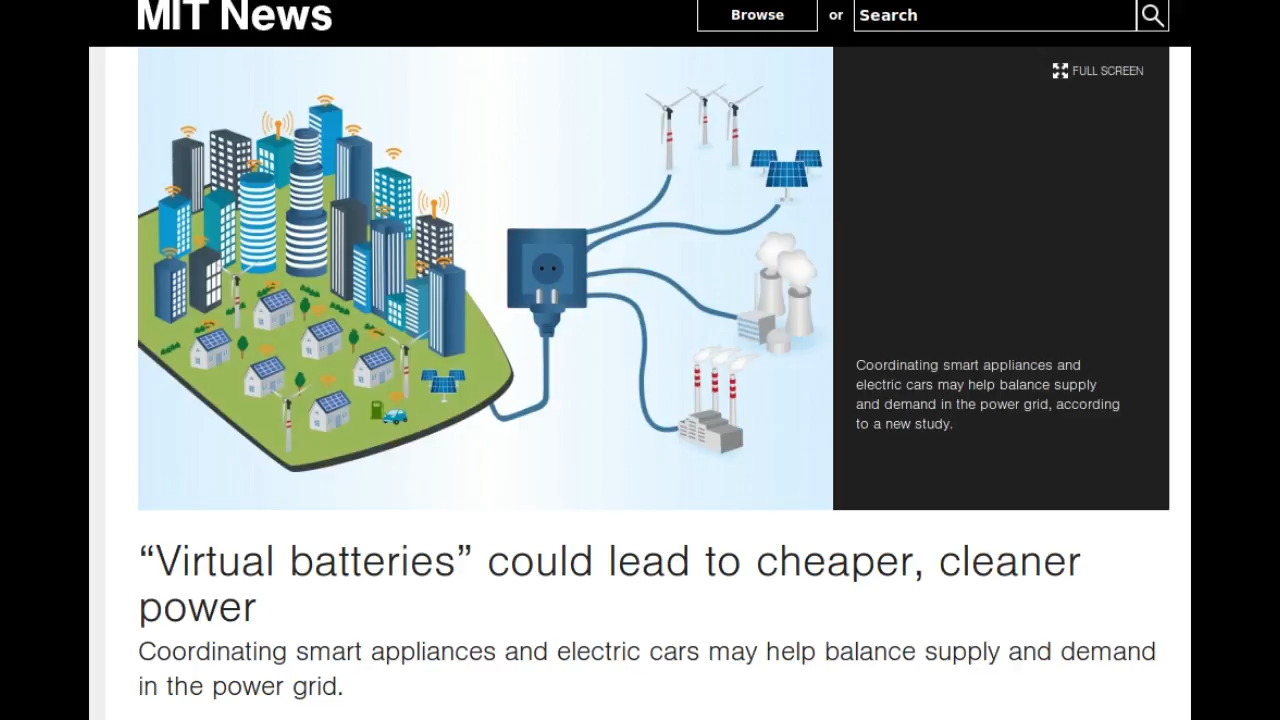 MIT News
Browse or Search
FULL SCREEN
Coordinating smart appliances and
electric cars may help balance supply
and demand in the power grid, according
to a new study.
“Virtual batteries” could lead to cheaper, cleaner
power
Coordinating smart appliances and electric cars may help balance supply and demand
in the power grid.